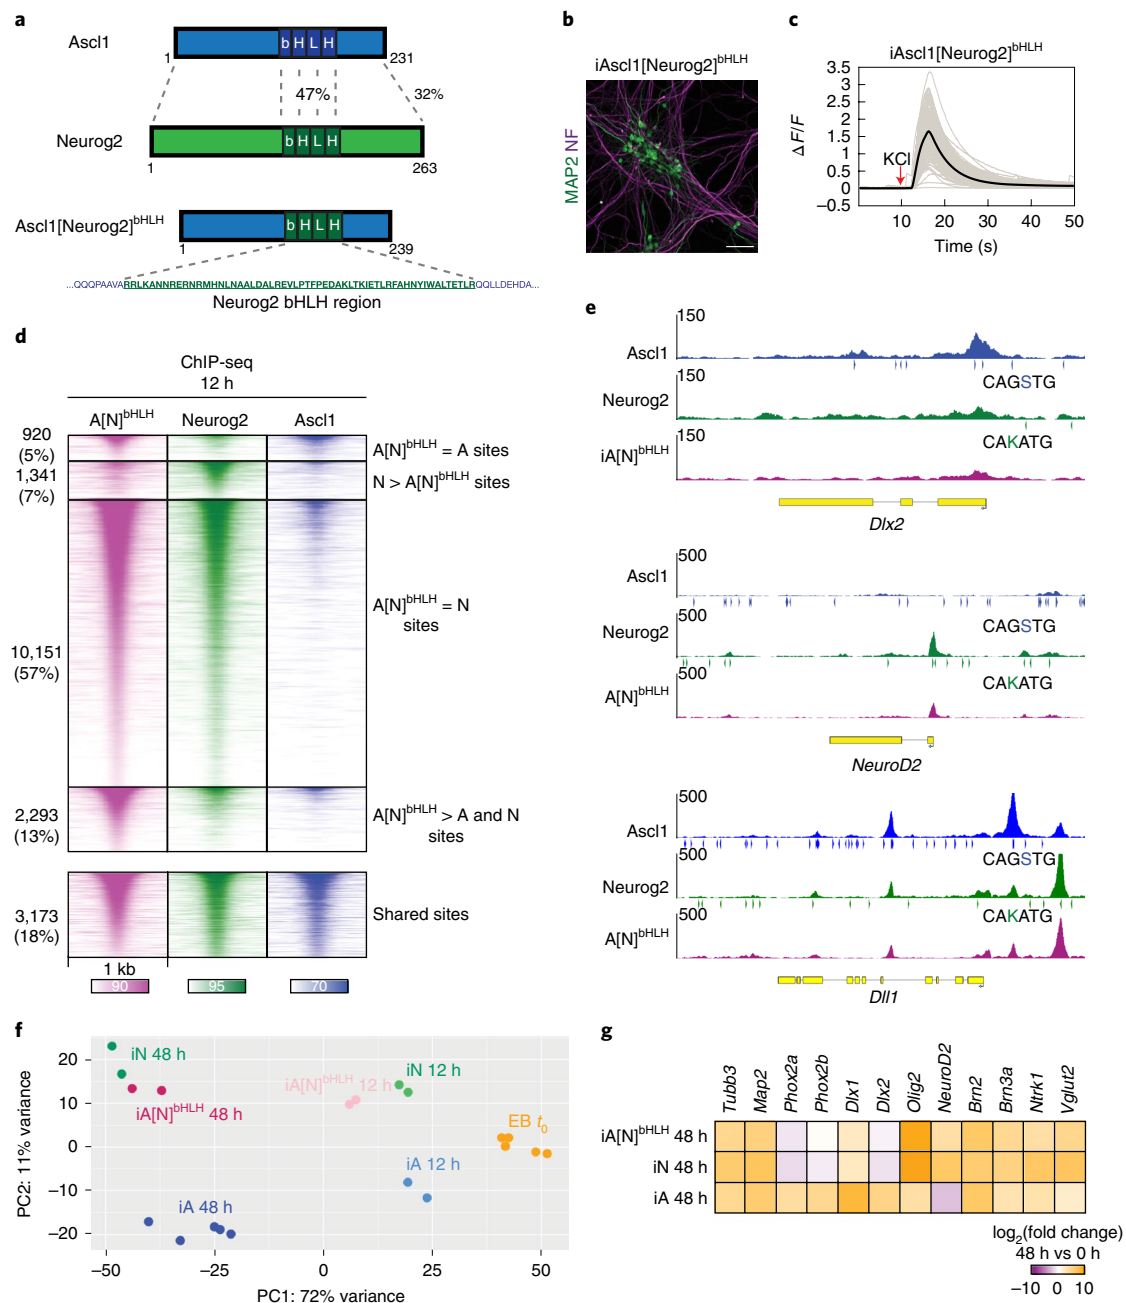 a
Ascl1
b H L H
1
231
47%
32%
Neurog2
b H L H
1
263
Ascl1[Neurog2]bHLH
b H L H
1
239
...QQQPAAVARRLKANNRERNRMHNLNAALDALREVLPTFPEDAKLTKIETLRFAHNYIWALTETLRQQLLDEHDA...
Neurog2 bHLH region
b
iAscl1[Neurog2]bHLH
MAP2 NF
c
iAscl1[Neurog2]bHLH
Δ F/F
3.5
3
2.5
2
1.5
1
0.5
0
−0.5
KCl
10 20 30 40 50
Time (s)
d
ChIP-seq
12 h
A[N]bHLH Neurog2 Ascl1
920
(5%)
A[N]bHLH = A sites
1,341
(7%)
N > A[N]bHLH sites
10,151
(57%)
A[N]bHLH = N
sites
2,293
(13%)
A[N]bHLH > A and N
sites
3,173
(18%)
Shared sites
1 kb
90 95 70
e
150
Ascl1
CAGSTG
150
Neurog2
CAKATG
150
iA[N]bHLH
Dlx2
500
Ascl1
CAGSTG
500
Neurog2
CAKATG
500
A[N]bHLH
NeuroD2
500
Ascl1
CAGSTG
500
Neurog2
CAKATG
500
A[N]bHLH
Dll1
f
PC2: 11% variance
20
10
0
−10
−20
iN 48 h
iA[N]bHLH 48 h
iA[N]bHLH 12 h
iN 12 h
EB t0
iA 12 h
iA 48 h
−50 −25 0 25 50
PC1: 72% variance
g
Tubb3 Map2 Phox2a Phox2b Dlx1 Dlx2 Olig2 NeuroD2 Brn2 Brn3a Ntrk1 Vglut2
iA[N]bHLH 48 h
iN 48 h
iA 48 h
log2(fold change)
48 h vs 0 h
−10 0 10